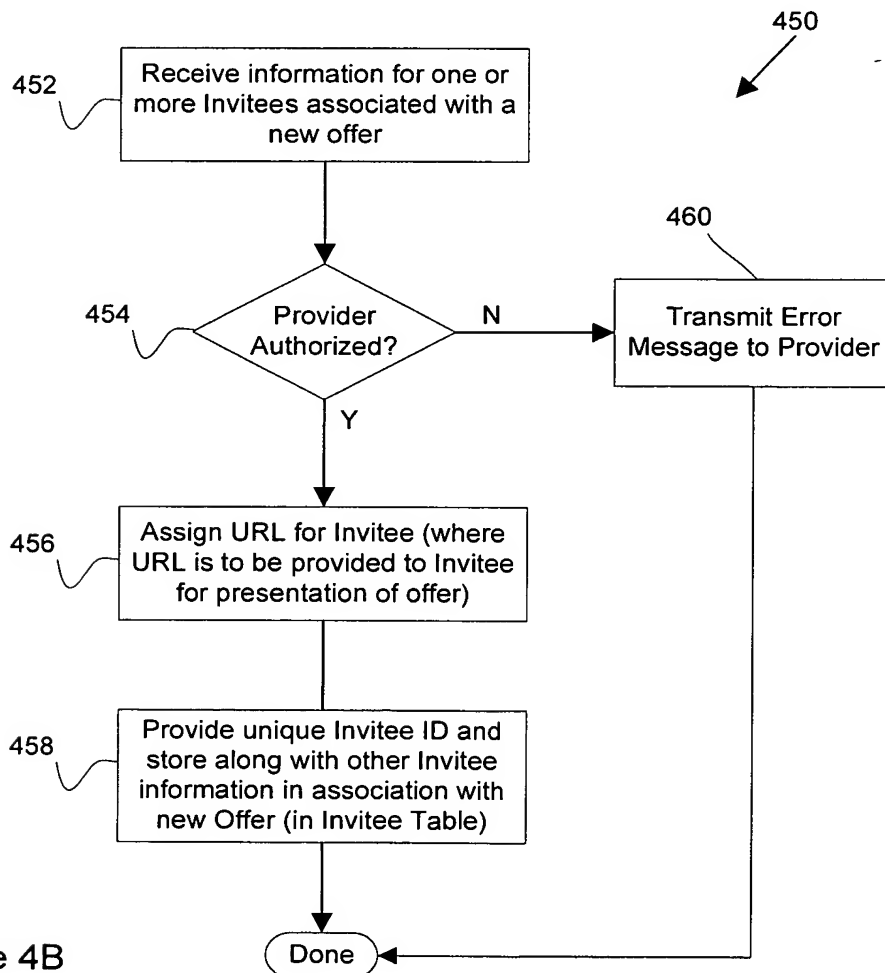 450
452
Receive information for one or
more Invitees associated with a
new offer
460
454
Provider
Authorized?
N
Transmit Error
Message to Provider
Y
456
Assign URL for Invitee (where
URL is to be provided to Invitee
for presentation of offer)
458
Provide unique Invitee ID and
store along with other Invitee
information in association with
new Offer (in Invitee Table)
Done
e 4B